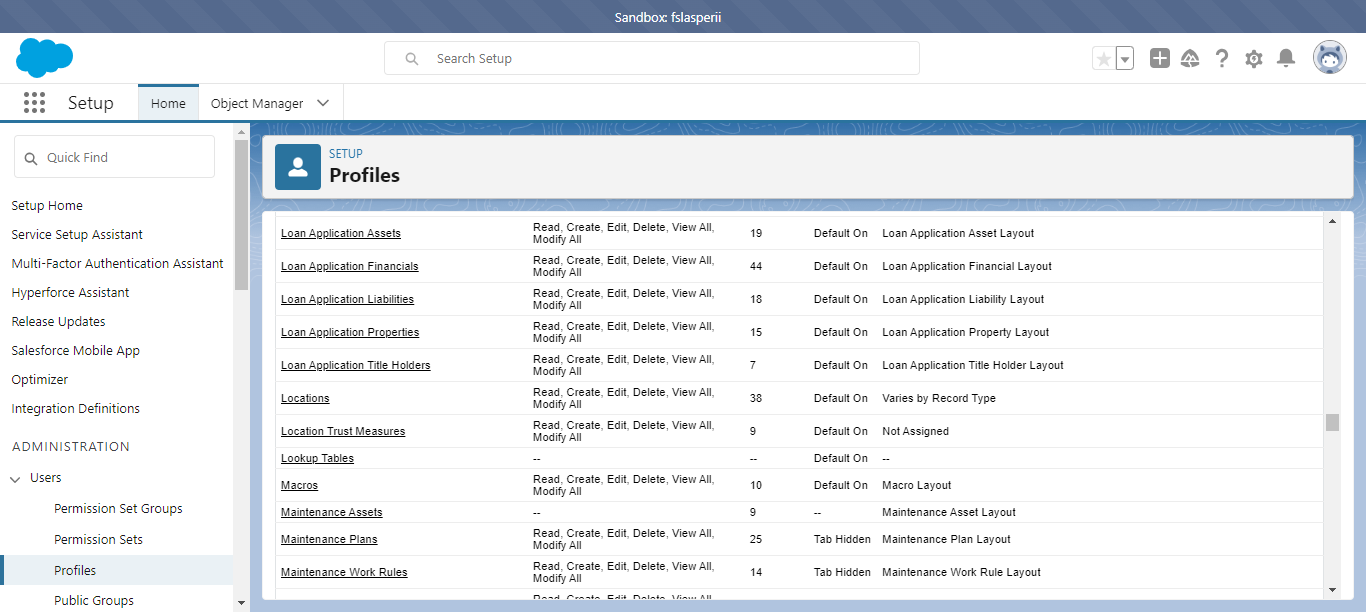 Sandbox: fslasperii
Search Setup
Setup
Home
Object Manager
Quick Find
Setup Home
Service Setup Assistant
Multi-Factor Authentication Assistant
Hyperforce Assistant
Release Updates
Salesforce Mobile App
Optimizer
Integration Definitions
ADMINISTRATION
Users
Permission Set Groups
Permission Sets
Profiles
Public Groups
SETUP
Profiles
Loan Application Assets Read, Create, Edit, Delete, View All, 19 Default On Loan Application Asset Layout
Modify All
Loan Application Financials Read, Create, Edit, Delete, View All, 44 Default On Loan Application Financial Layout
Modify All
Loan Application Liabilities Read, Create, Edit, Delete, View All, 18 Default On Loan Application Liability Layout
Modify All
Loan Application Properties Read, Create, Edit, Delete, View All, 15 Default On Loan Application Property Layout
Modify All
Loan Application Title Holders Read, Create, Edit, Delete, View All, 7 Default On Loan Application Title Holder Layout
Modify All
Locations Read, Create, Edit, Delete, View All, 38 Default On Varies by Record Type
Modify All
Location Trust Measures Read, Create, Edit, Delete, View All, 9 Default On Not Assigned
Modify All
Lookup Tables -- -- Default On --
Macros Read, Create, Edit, Delete, View All, 10 Default On Macro Layout
Modify All
Maintenance Assets -- 9 -- Maintenance Asset Layout
Maintenance Plans Read, Create, Edit, Delete, View All, 25 Tab Hidden Maintenance Plan Layout
Modify All
Maintenance Work Rules Read, Create, Edit, Delete, View All, 14 Tab Hidden Maintenance Work Rule Layout
Modify All
Read, Create, Edit, Delete, View All,